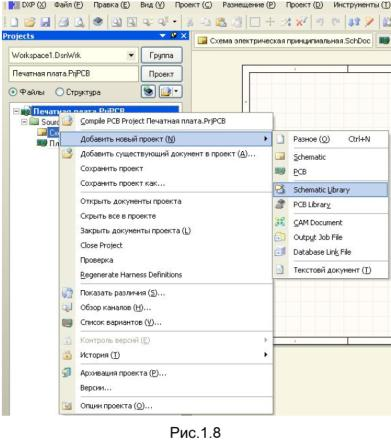 DXP (X) Файл (F) Правка (E) Вид (V) Проект (C) Размещение (P) Проект (D) Инструменты (T)
Projects
Схема электрическая принципиальная.SchDoc
Workspace1.DsnWrk
Группа
Печатная плата.PrjPCB
Проект
Файлы
Структура
Печатная плата.PrjPCB
Sour
Сх
Пл
Compile PCB Project Печатная плата.PrjPCB
Добавить новый проект (N)
Добавить существующий документ в проект (A)...
Сохранить проект
Сохранить проект как...
Открыть документы проекта
Скрыть все в проекте
Закрыть документы проекта (L)
Close Project
Проверка
Regenerate Harness Definitions
Показать различия (S)...
Обзор каналов (H)...
Список вариантов (V)...
Контроль версий (E)
История (T)
Архивация проекта (P)...
Версии...
Опции проекта (O)...
Разное (O) Ctrl+N
Schematic
PCB
Schematic Library
PCB Library
CAM Document
Output Job File
Database Link File
Текстовй документ (T)
Рис.1.8